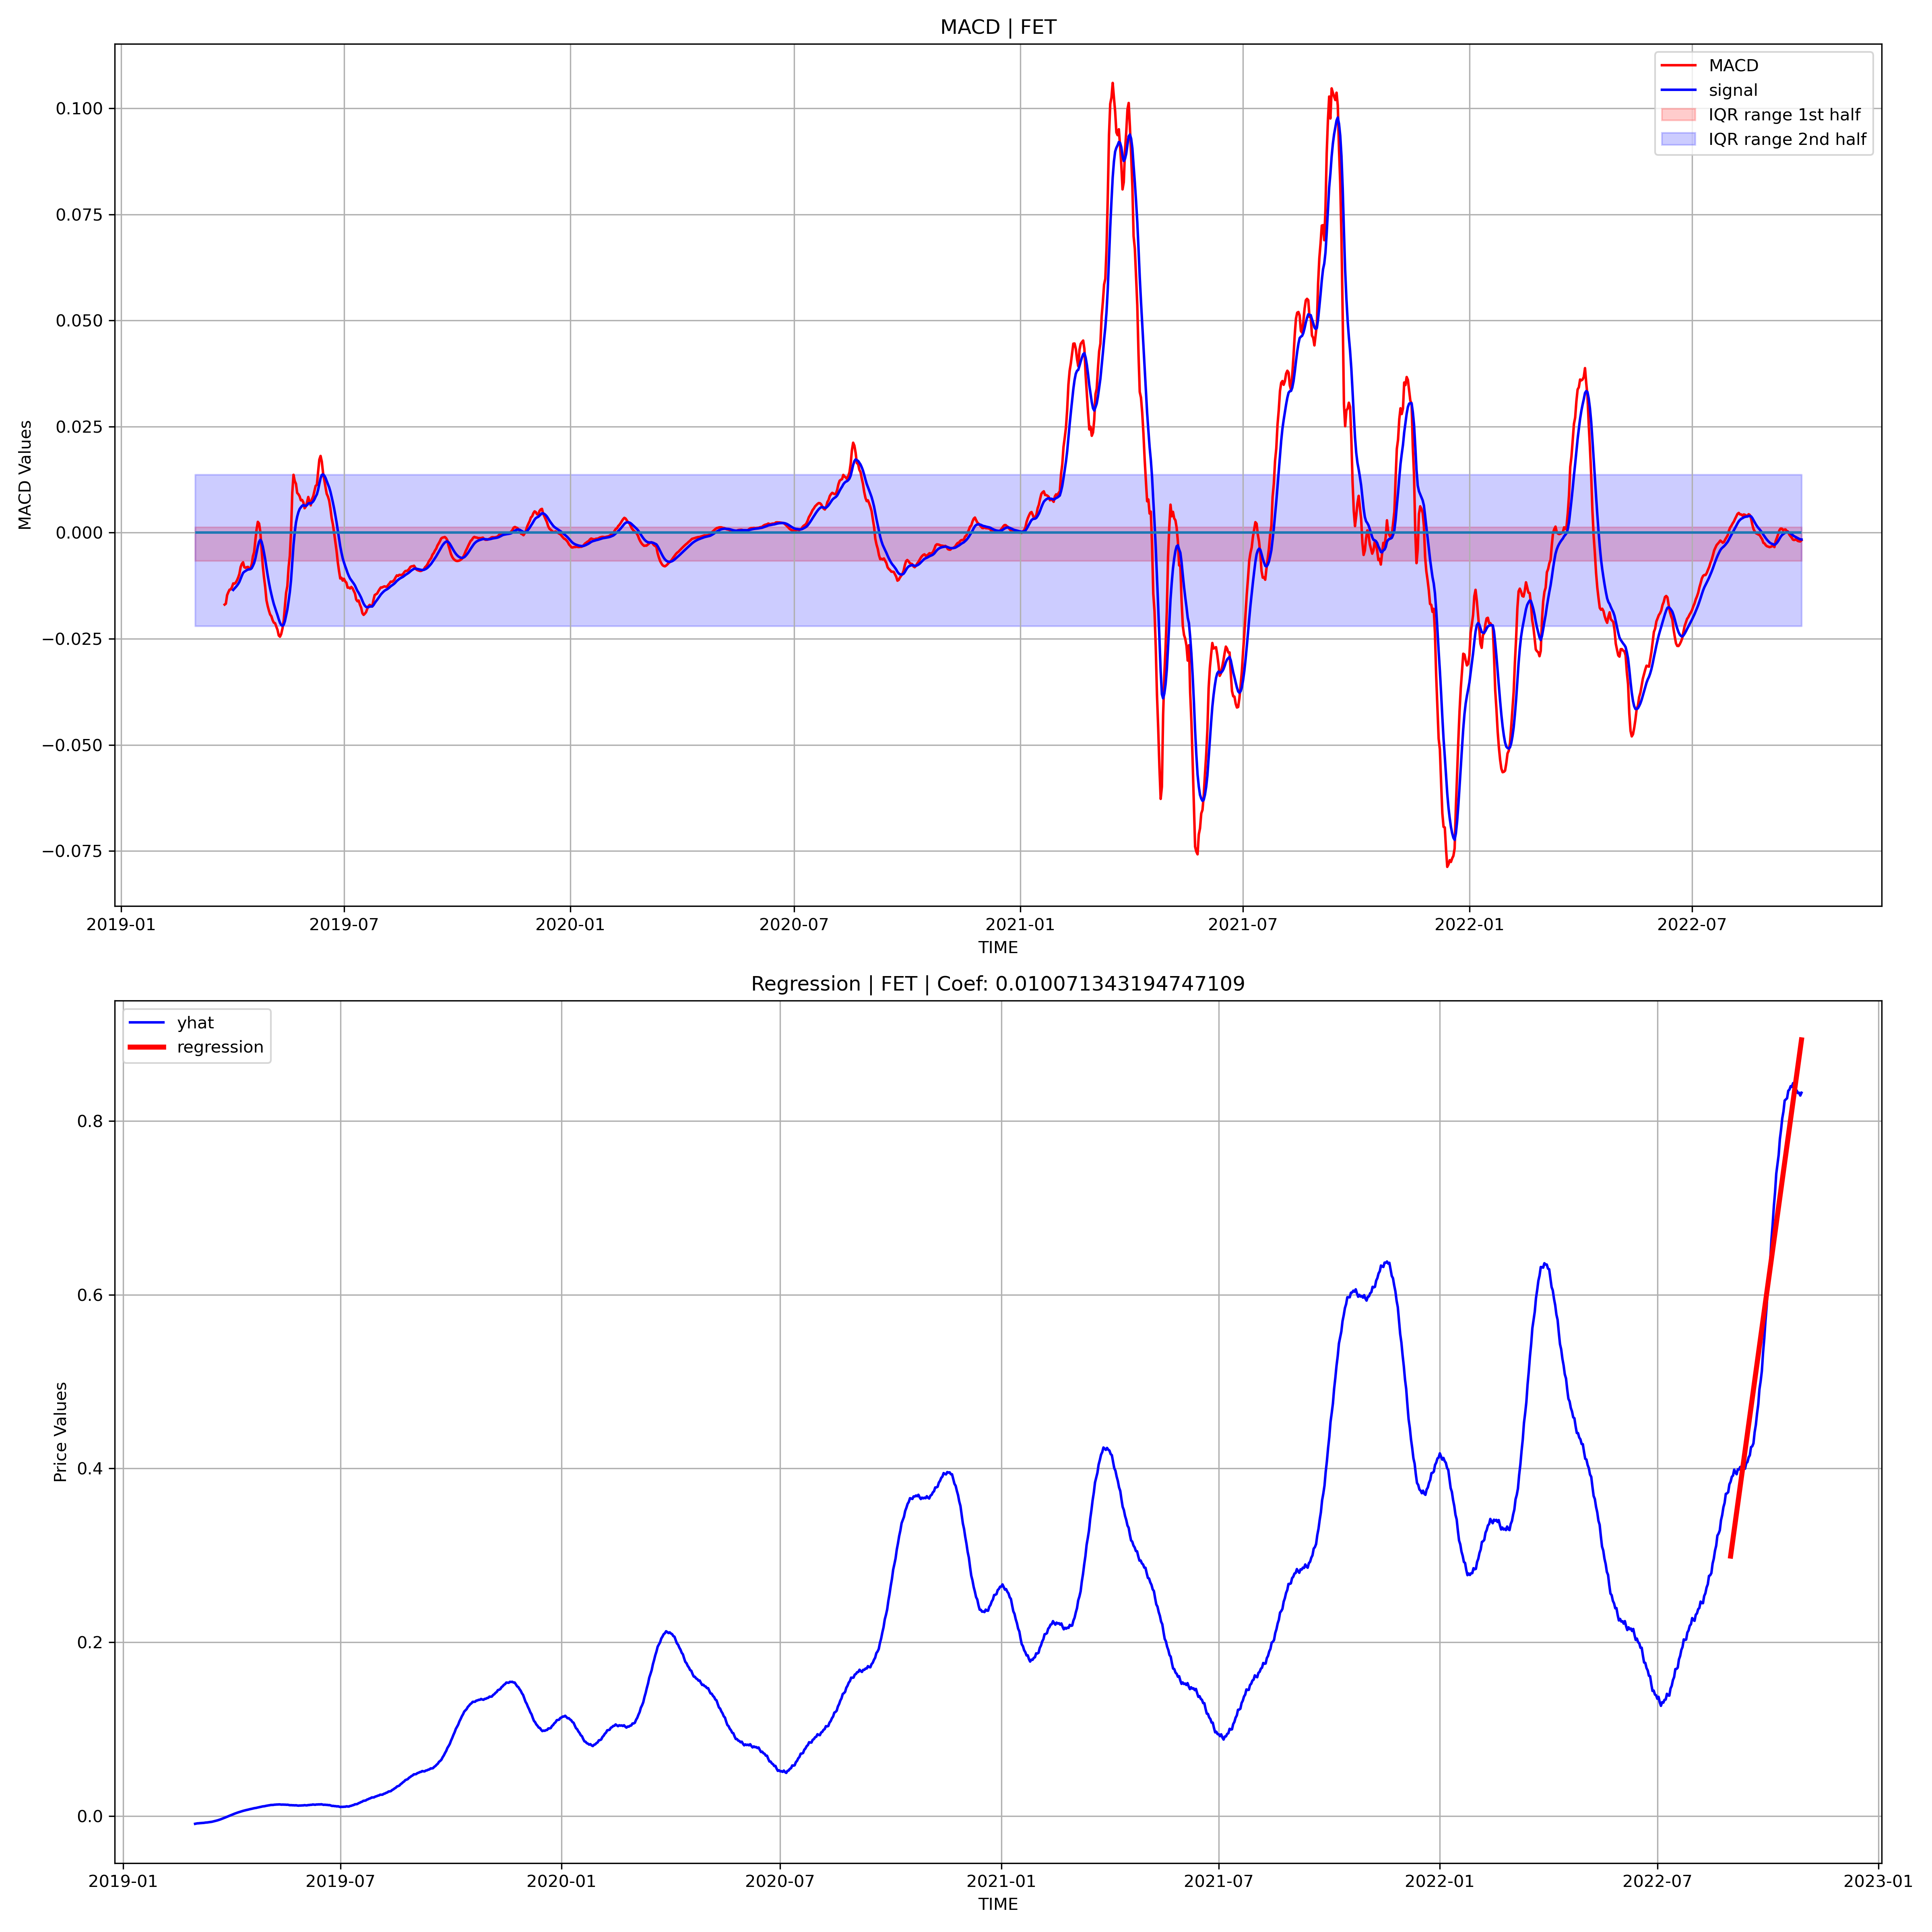 MACD | FET
MACD
signal
IQR range 1st half
IQR range 2nd half
0.100
0.075
0.050
0.025
0.000
−0.025
−0.050
−0.075
MACD Values
2019-01 2019-07 2020-01 2020-07 2021-01 2021-07 2022-01 2022-07
TIME
Regression | FET | Coef: 0.010071343194747109
yhat
regression
0.8
0.6
0.4
0.2
0.0
Price Values
2019-01 2019-07 2020-01 2020-07 2021-01 2021-07 2022-01 2022-07 2023-01
TIME